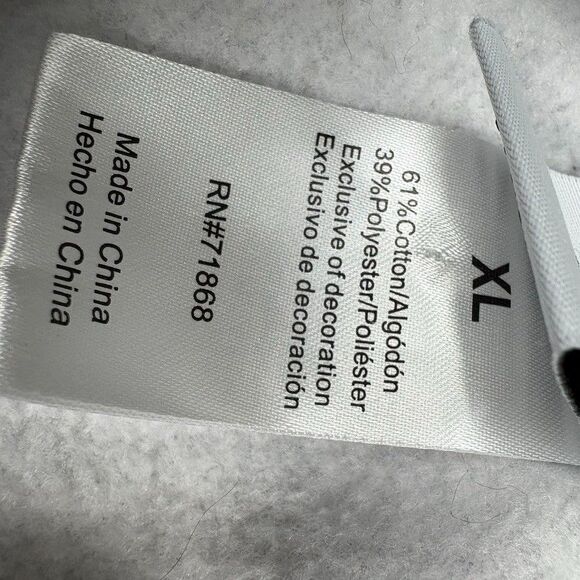 XL
61%Cotton/Algódón
39%Polyester/Poliéster
Exclusive of decoration
Exclusivo de decoración
RN#71868
Made in China
Hecho en China